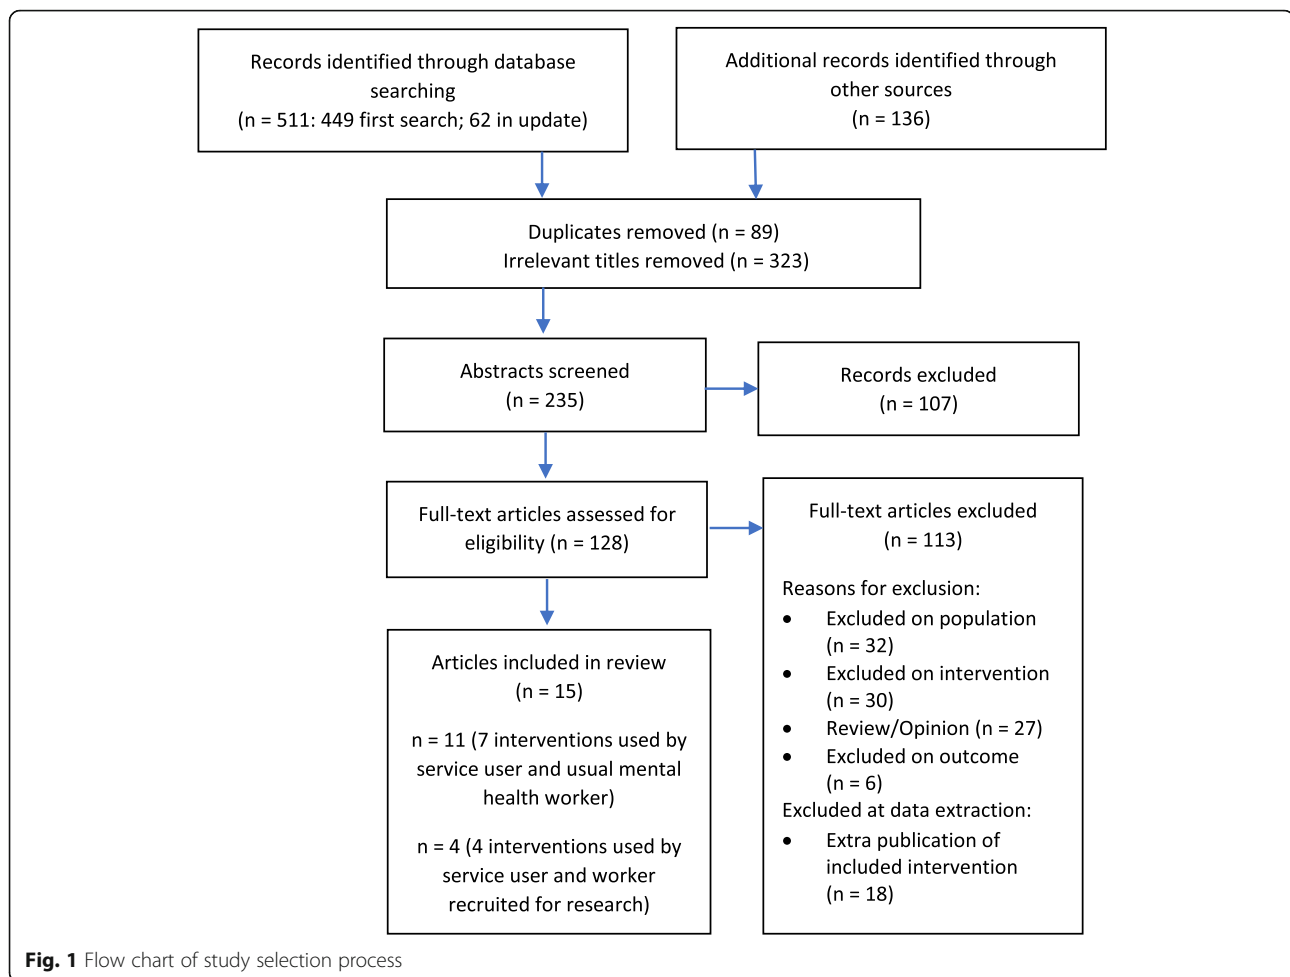 Records identified through database
searching
(n = 511: 449 first search; 62 in update)
Additional records identified through
other sources
(n = 136)
Duplicates removed (n = 89)
Irrelevant titles removed (n = 323)
Abstracts screened
(n = 235)
Records excluded
(n = 107)
Full-text articles assessed for
eligibility (n = 128)
Full-text articles excluded
(n = 113)
Reasons for exclusion:
• Excluded on population
(n = 32)
• Excluded on intervention
(n = 30)
• Review/Opinion (n = 27)
• Excluded on outcome
(n = 6)
Excluded at data extraction:
• Extra publication of
included intervention
(n = 18)
Articles included in review
(n = 15)
n = 11 (7 interventions used by
service user and usual mental
health worker)
n = 4 (4 interventions used by
service user and worker
recruited for research)
Fig. 1 Flow chart of study selection process